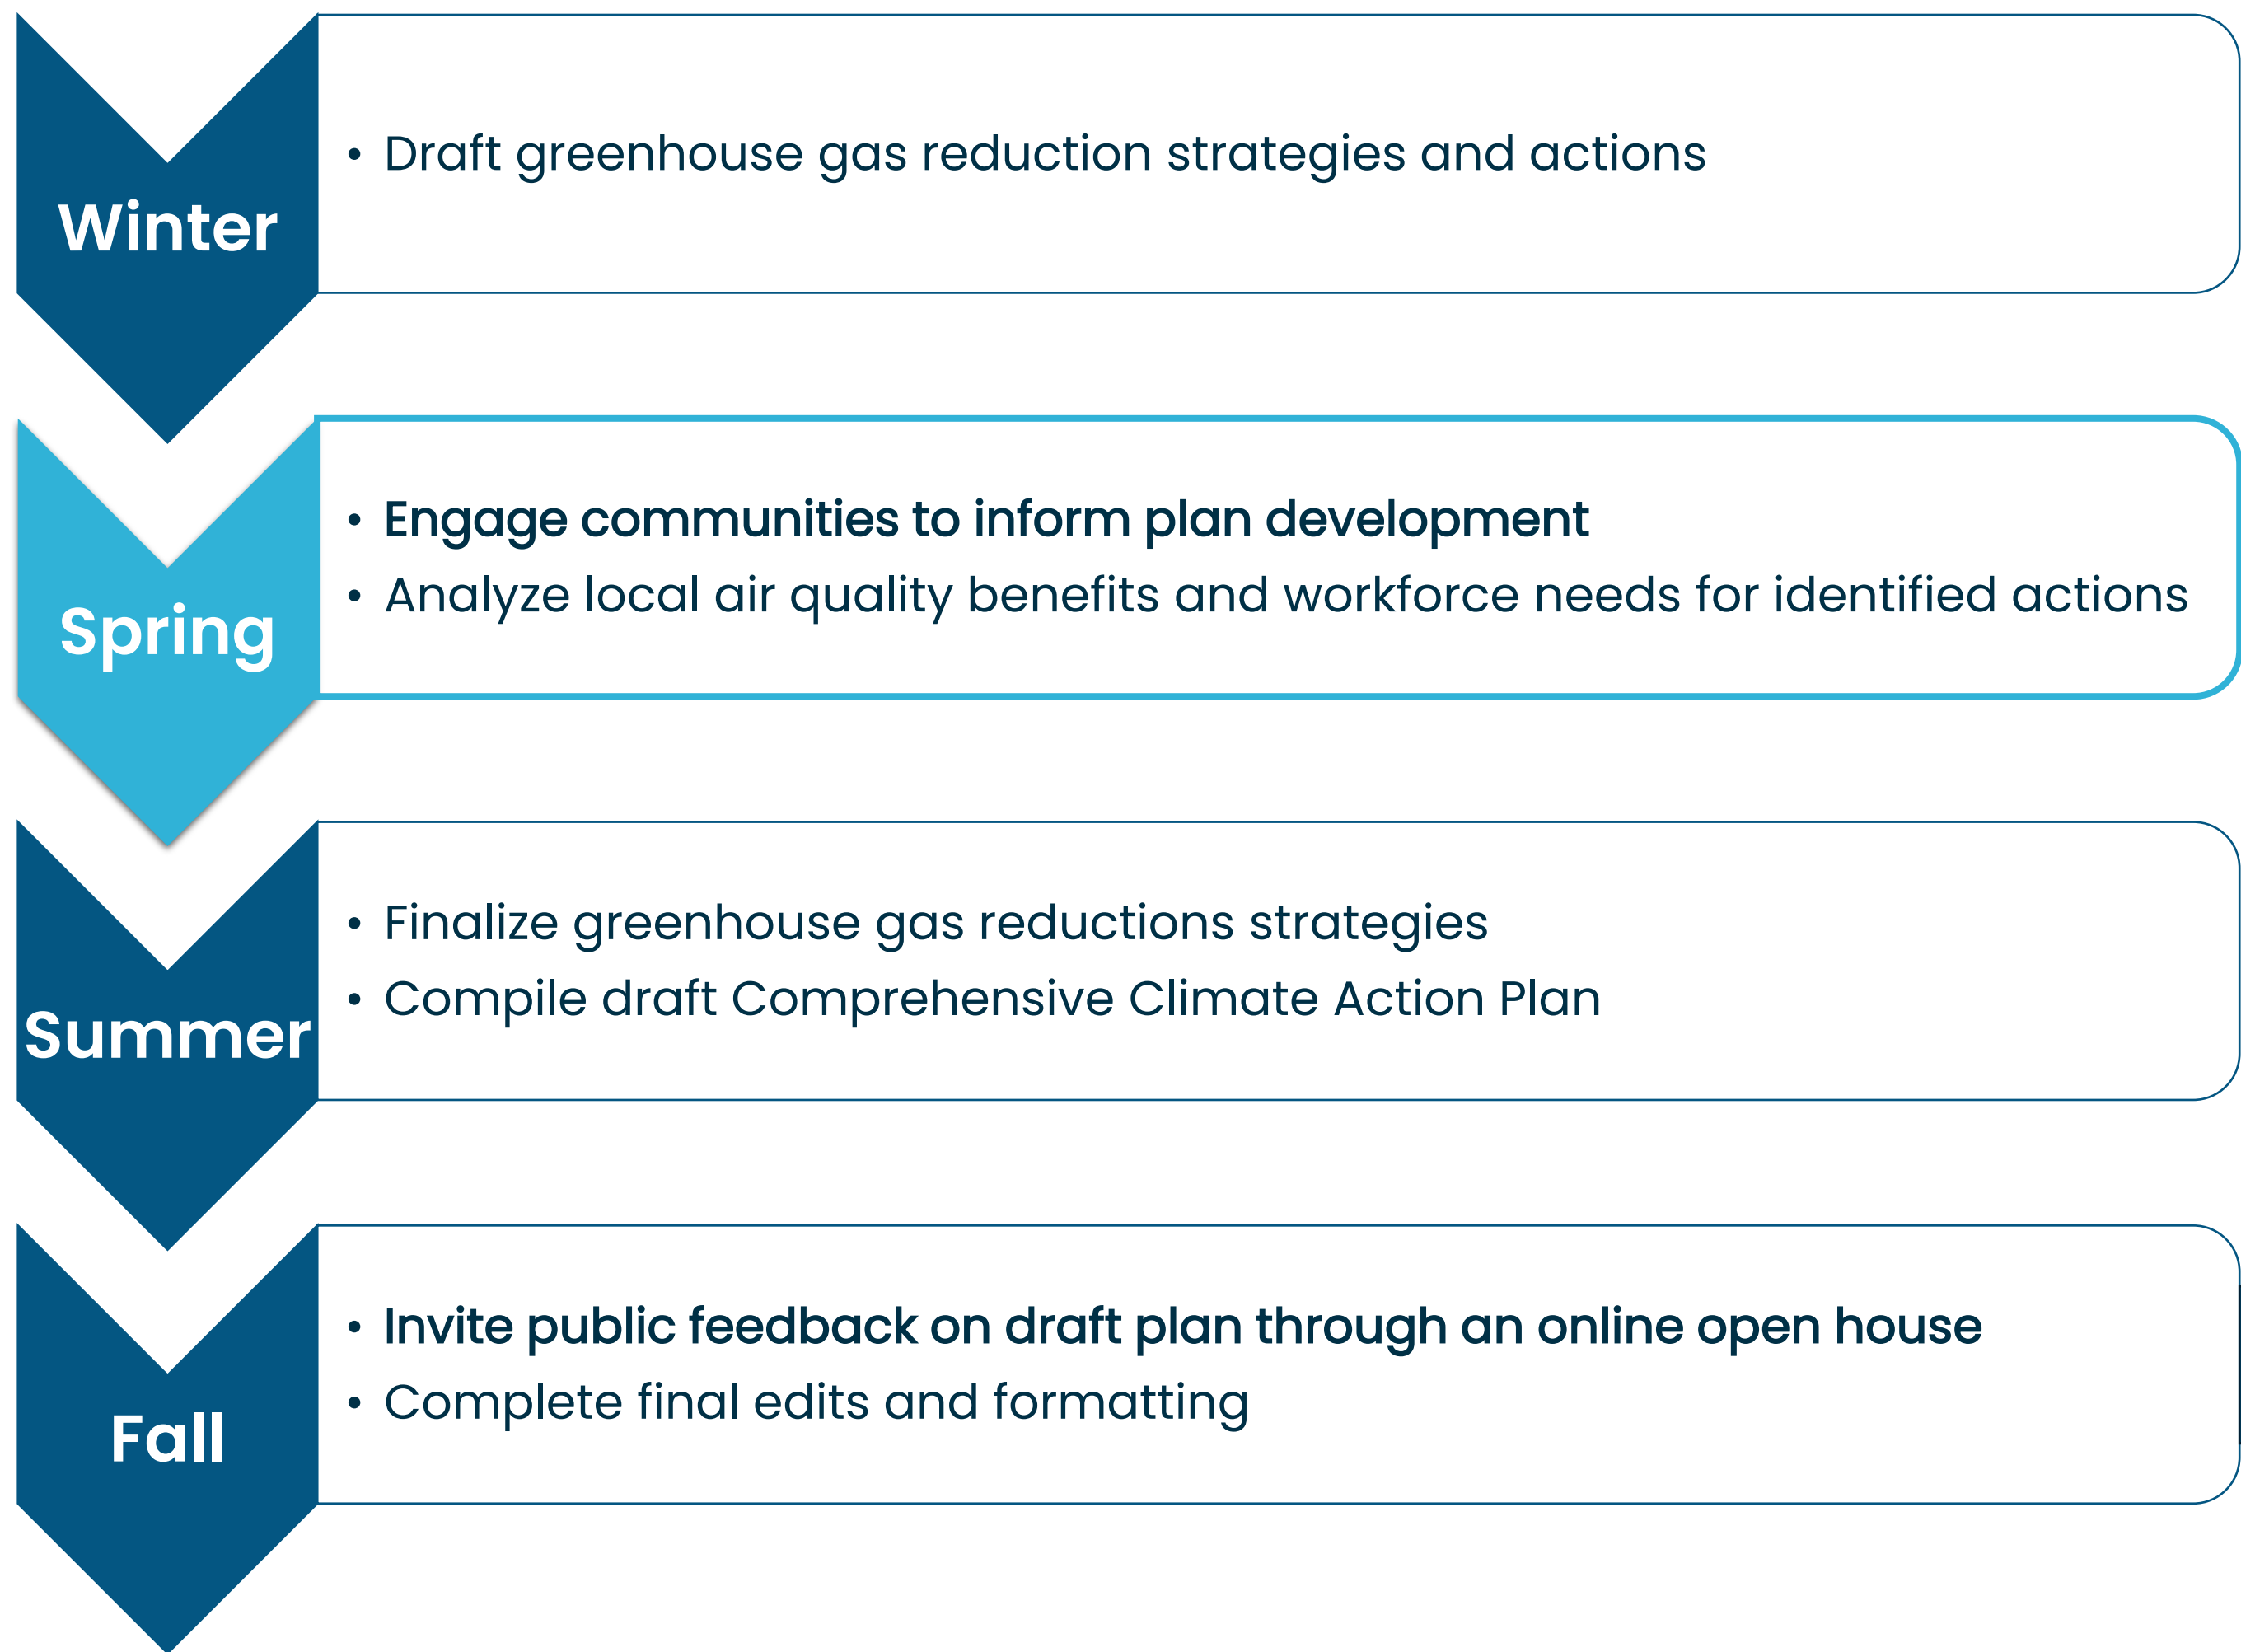 Winter
• Draft greenhouse gas reduction strategies and actions
Spring
• Engage communities to inform plan development
• Analyze local air quality benefits and workforce needs for identified actions
Summer
• Finalize greenhouse gas reductions strategies
• Compile draft Comprehensive Climate Action Plan
Fall
• Invite public feedback on draft plan through an online open house
• Complete final edits and formatting